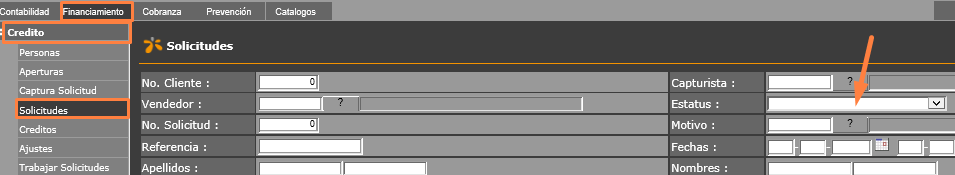 Contabilidad Financiamiento Cobranza Prevención Catalogos
Credito
Personas
Aperturas
Captura Solicitud
Solicitudes
Creditos
Ajustes
Trabajar Solicitudes
Solicitudes
No. Cliente : 0 Capturista : ?
Vendedor : ? Estatus :
No. Solicitud : 0 Motivo : ?
Referencia : Fechas : - - -
Apellidos : Nombres :